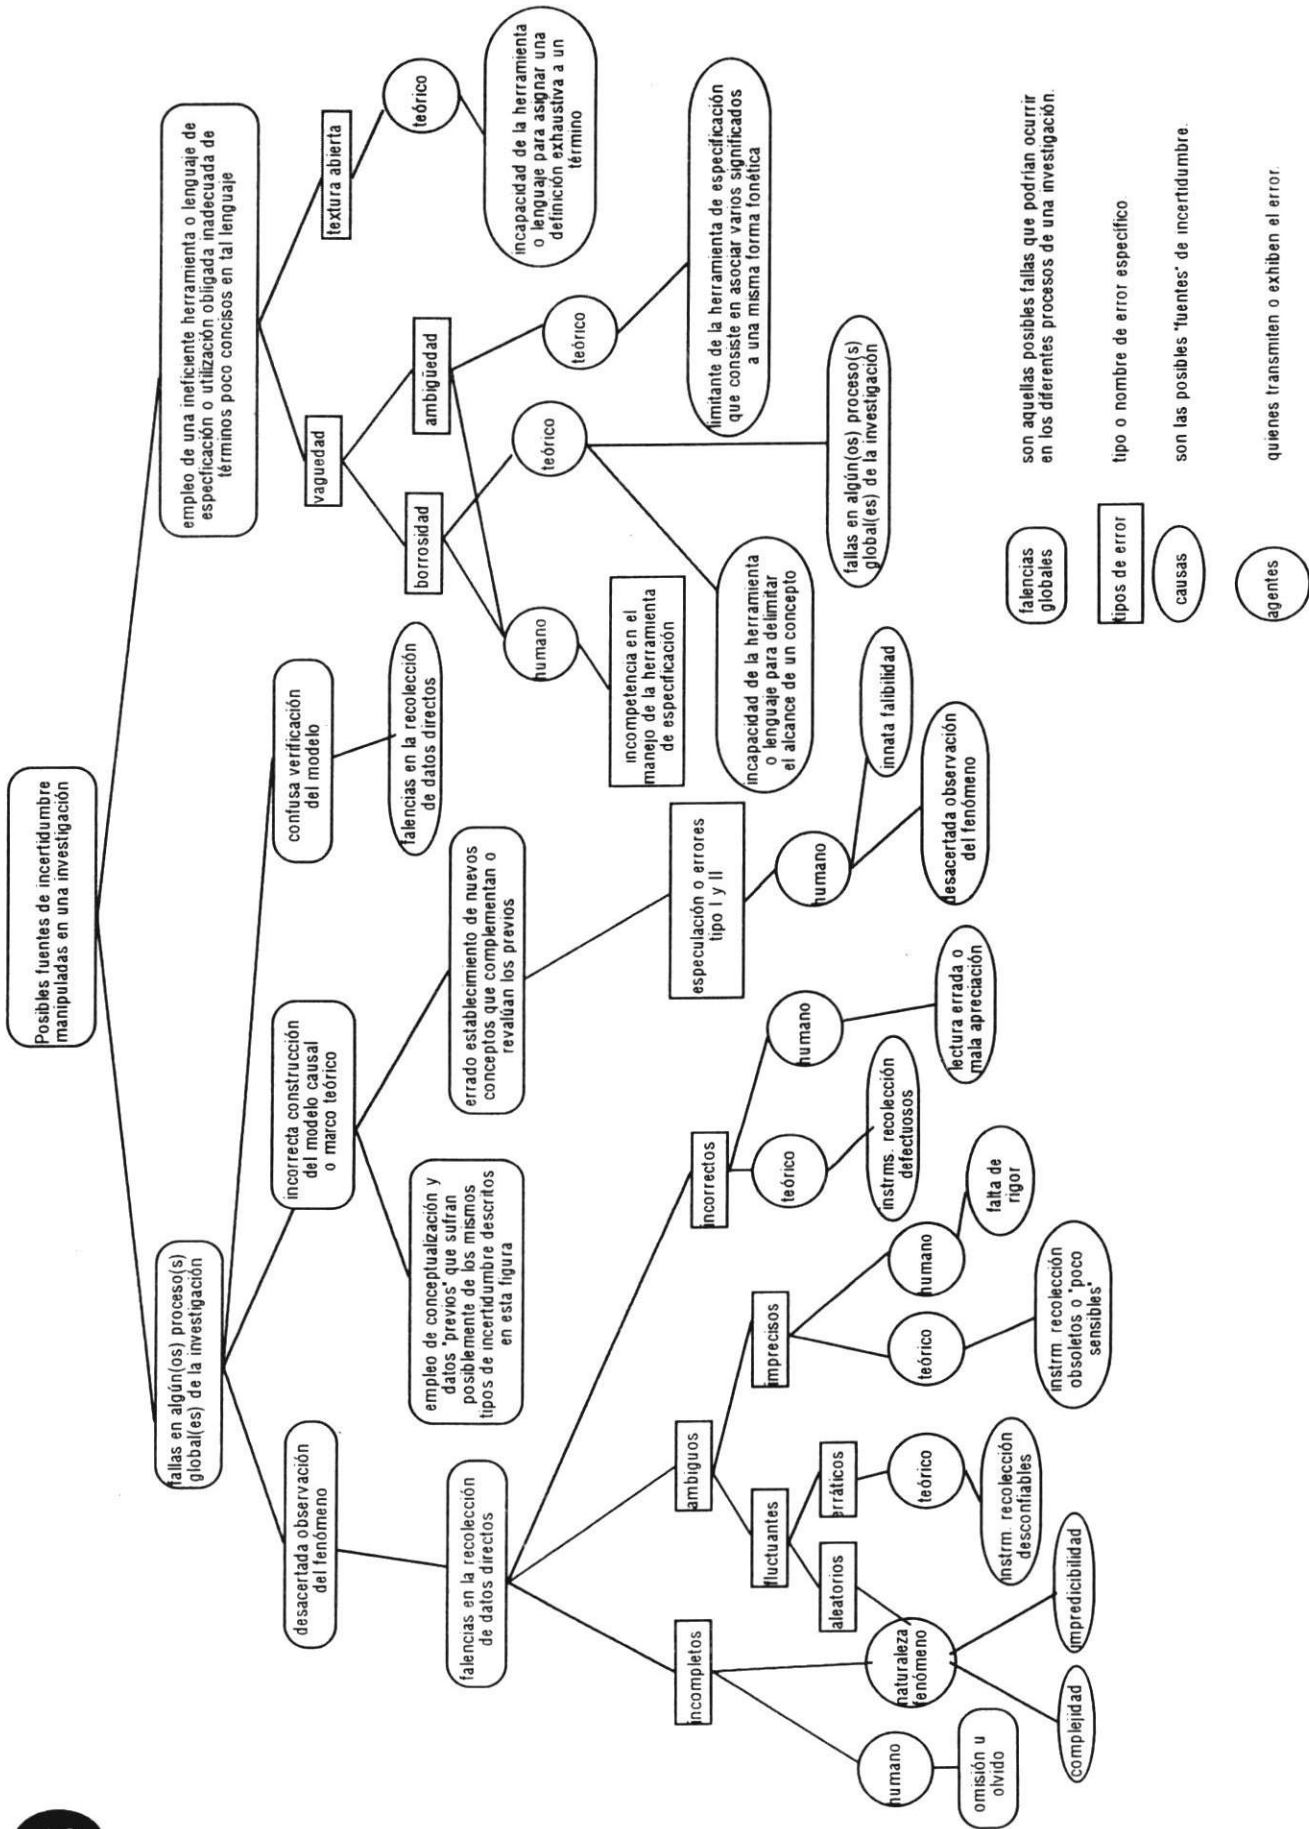 Posibles fuentes de incertidumbre
manipuladas en una investigación
fallas en algún(os) proceso(s)
global(es) de la investigación
empleo de una ineficiente herramienta o lenguaje de
especficación o utilización obligada inadecuada de
términos poco concisos en tal lenguaje
desacertada observación
del fenómeno
incorrecta construcción
del modelo causal
o marco teórico
confusa verificación
del modelo
vaguedad
textura abierta
falencias en la recolección
de datos directos
empleo de conceptualización y
datos "previos" que sufran
posiblemente de los mismos
tipos de incertidumbre descritos
en esta figura
errado establecimiento de nuevos
conceptos que complementan o
revalúan los previos
falencias en la recolección
de datos directos
borrosidad
ambigüedad
teórico
humano
teórico
teórico
incapacidad de la herramienta
o lenguaje para asignar una
definición exhaustiva a un
término
incompetencia en el
manejo de la herramienta
de especificación
incapacidad de la herramienta
o lenguaje para delimitar
el alcance de un concepto
fallas en algún(os) proceso(s)
global(es) de la investigación
limitante de la herramienta de especificación
que consiste en asociar varios significados
a una misma forma fonética
incompletos
ambiguos
incorrectos
especulación o errores
tipo I y II
fluctuantes
imprecisos
teórico
humano
humano
aleatorios
erráticos
instrms. recolección
defectuosos
lectura errada o
mala apreciación
innata falibilidad
desacertada observación
del fenómeno
humano
naturaleza
fenómeno
teórico
teórico
humano
omisión u
olvido
complejidad
impredicibilidad
instrm. recolección
desconfiables
instrm. recolección
obsoletos o "poco
sensibles"
falta de
rigor
falencias
globales
son aquellas posibles fallas que podrían ocurrir
en los diferentes procesos de una investigación.
tipos de error
tipo o nombre de error específico
causas
son las posibles "fuentes" de incertidumbre.
agentes
quienes transmiten o exhiben el error.